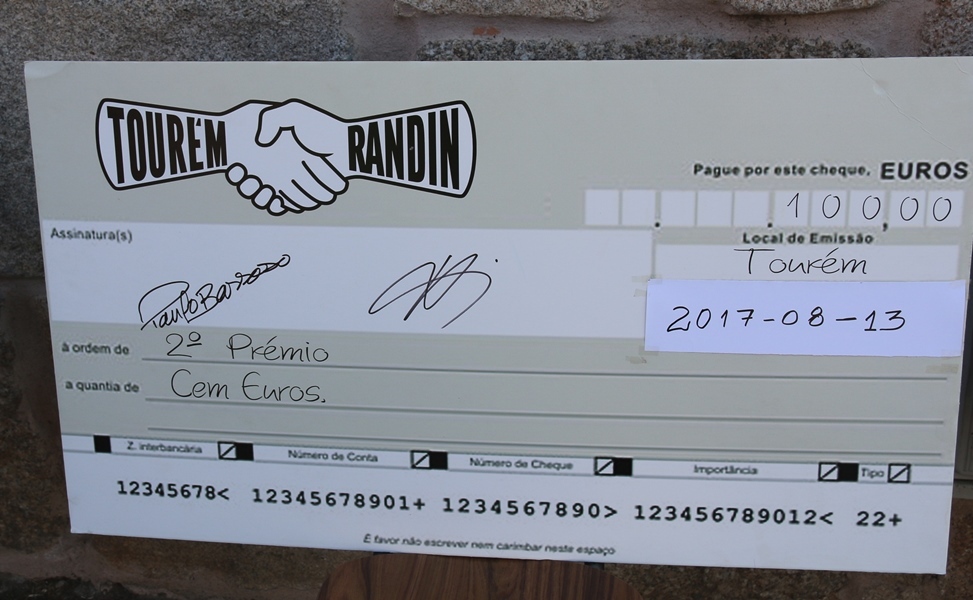 TOURÉM RANDIN
Pague por este cheque, EUROS
100,00
Assinatura(s)
Local de Emissão
Tourém
2017-08-13
Paulo Barroso
à ordem de 2º Prémio
a quantia de Cem Euros.
Z. interbancária Número de Conta Número de Cheque Importância Tipo
12345678< 12345678901+ 1234567890> 123456789012< 22+
É favor não escrever nem carimbar neste espaço